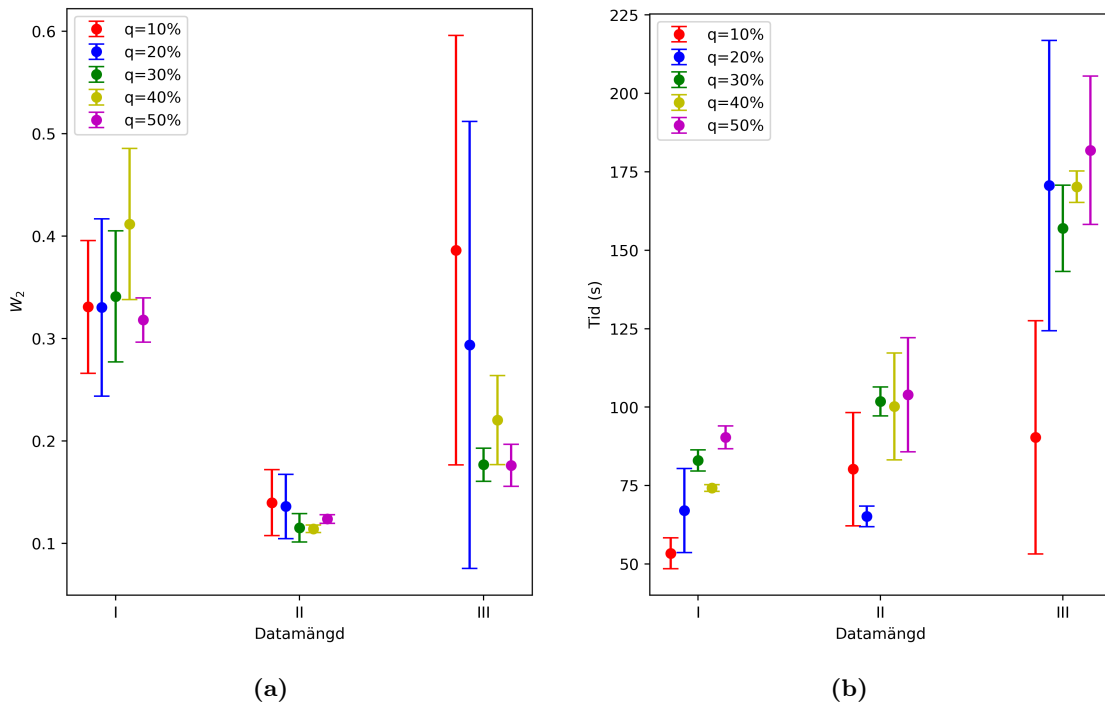 0.6
0.5
0.4
0.3
0.2
0.1
W₂
q=10%
q=20%
q=30%
q=40%
q=50%
I
II
III
Datamängd
(a)
225
200
175
150
125
100
75
50
Tid (s)
q=10%
q=20%
q=30%
q=40%
q=50%
I
II
III
Datamängd
(b)